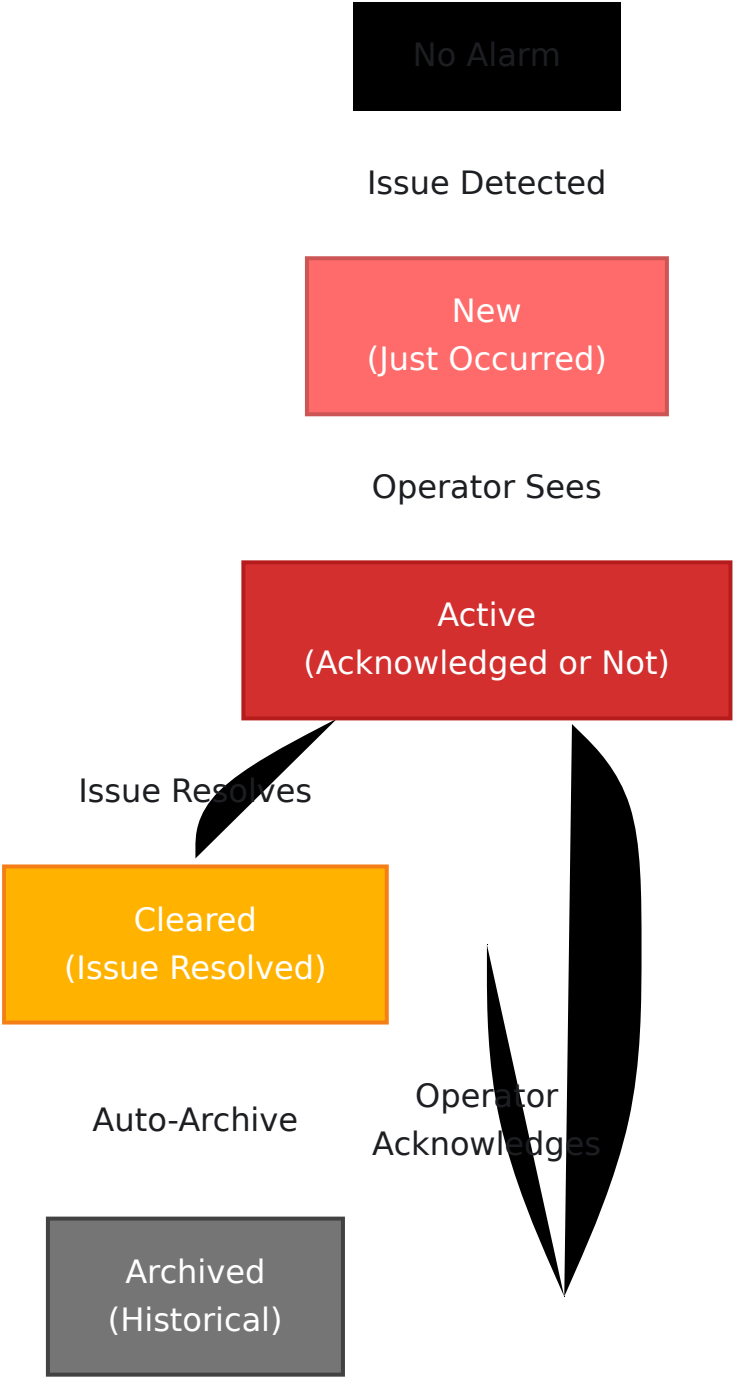 No Alarm
Issue Detected
New
(Just Occurred)
Operator Sees
Active
(Acknowledged or Not)
Issue Resolves
Cleared
(Issue Resolved)
Operator
Acknowledges
Auto-Archive
Archived
(Historical)